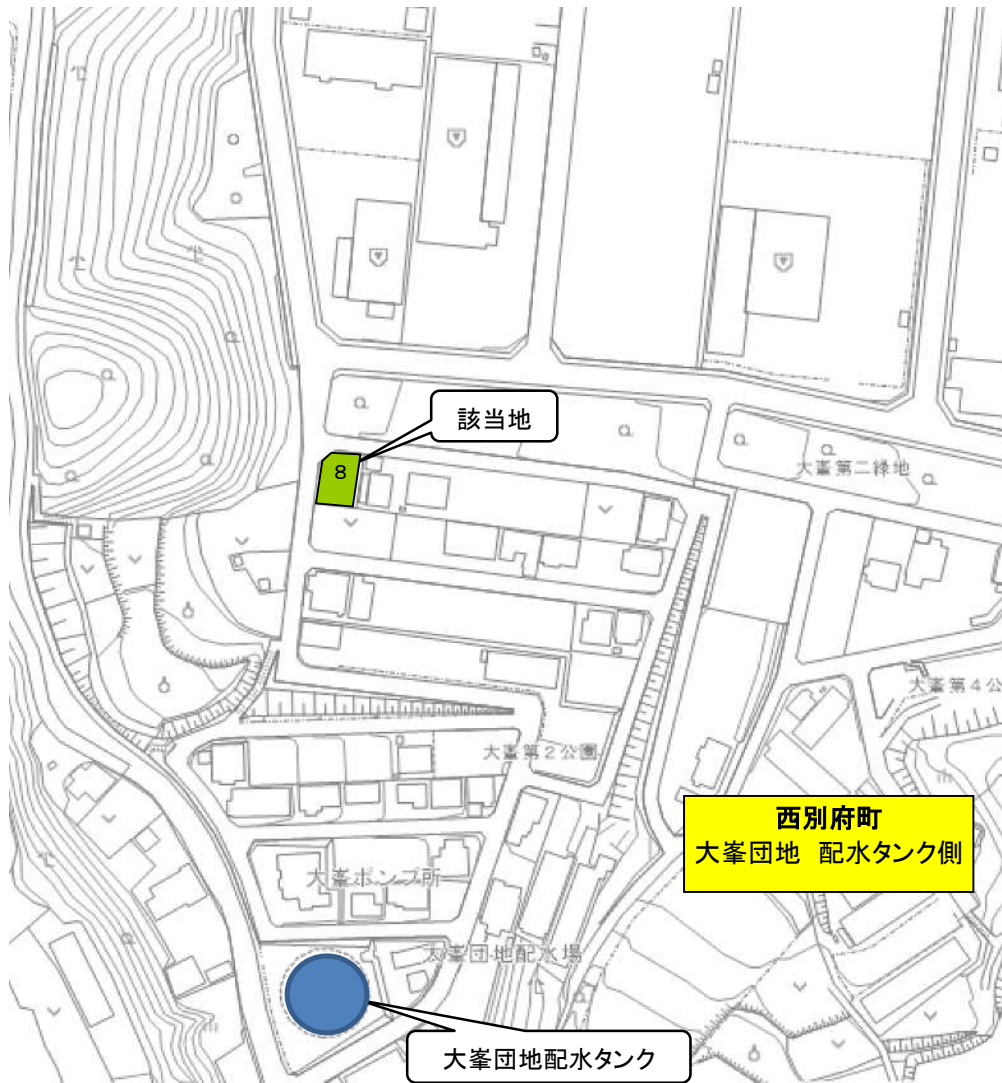 該当地
8
大峯第二緑地
大峯第4公
大峯第2公園
西別府町
大峯団地 配水タンク側
大峯ポンプ所
大峯団地配水場
大峯団地配水タンク